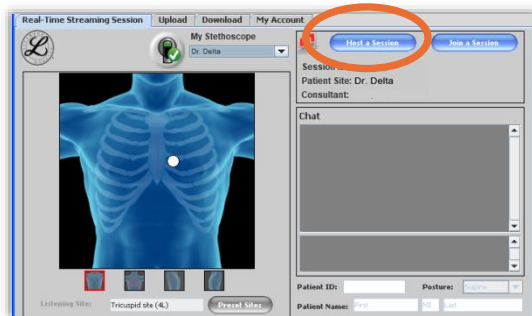 Real-Time Streaming Session Upload Download My Account
L
My Stethoscope
Dr. Delta
Host a Session Join a Session
Session
Patient Site: Dr. Delta
Consultant:
Chat
Patient ID: Posture: Supine
Listening Site: Tricuspid site (4L) Preset Sites
Patient Name: First MI Last